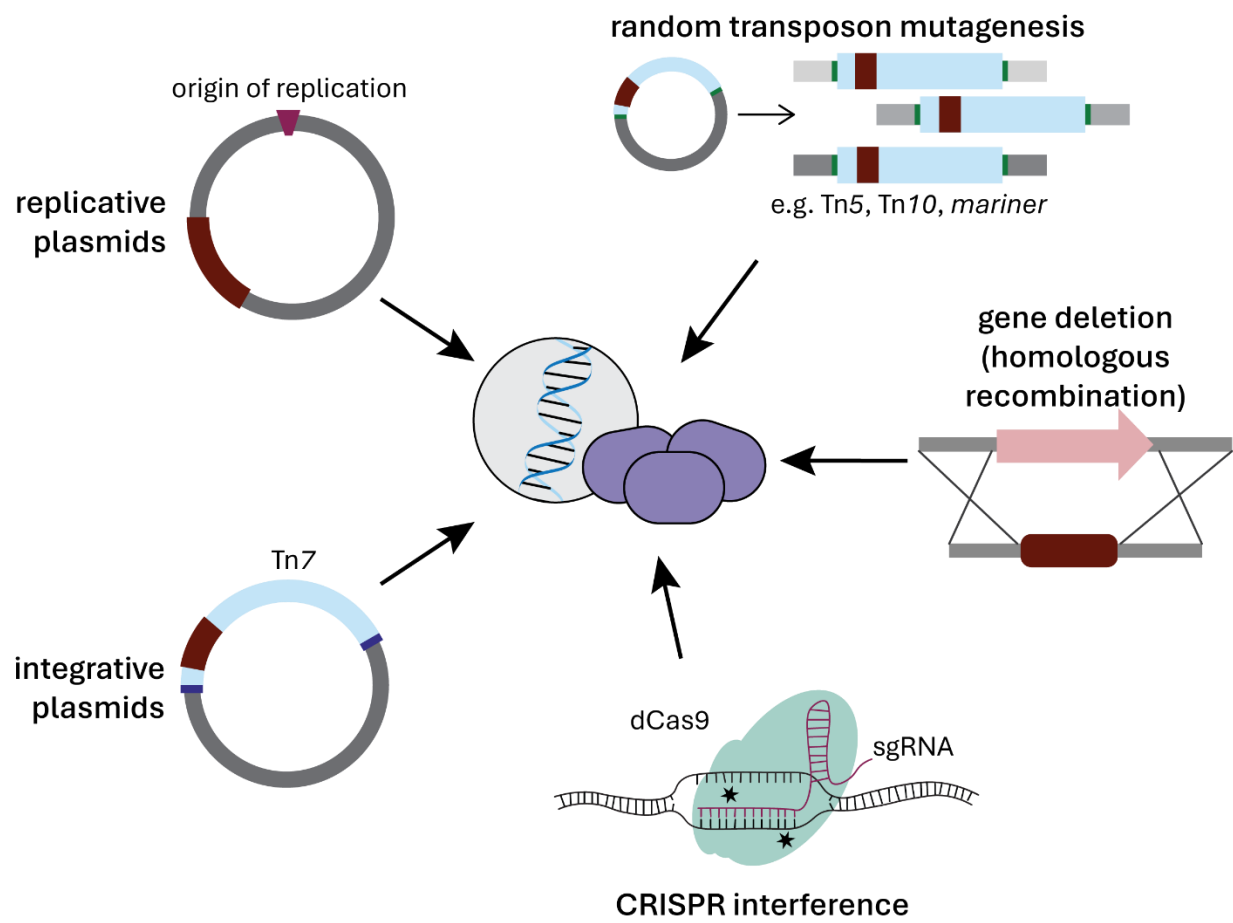 random transposon mutagenesis
origin of replication
replicative
plasmids
e.g. Tn5, Tn10, mariner
gene deletion
(homologous
recombination)
Tn7
integrative
plasmids
dCas9
sgRNA
CRISPR interference